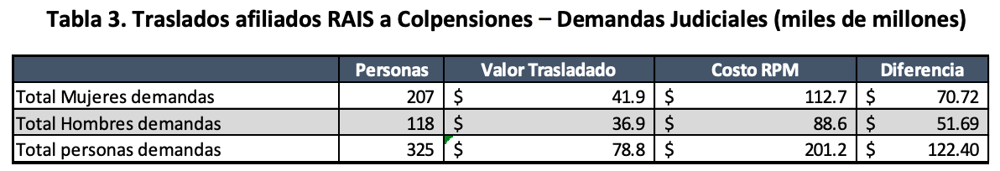 Tabla 3. Traslados afiliados RAIS a Colpensiones – Demandas Judiciales (miles de millones)
Personas Valor Trasladado Costo RPM Diferencia
Total Mujeres demandas 207 $ 41.9 $ 112.7 $ 70.72
Total Hombres demandas 118 $ 36.9 $ 88.6 $ 51.69
Total personas demandas 325 $ 78.8 $ 201.2 $ 122.40